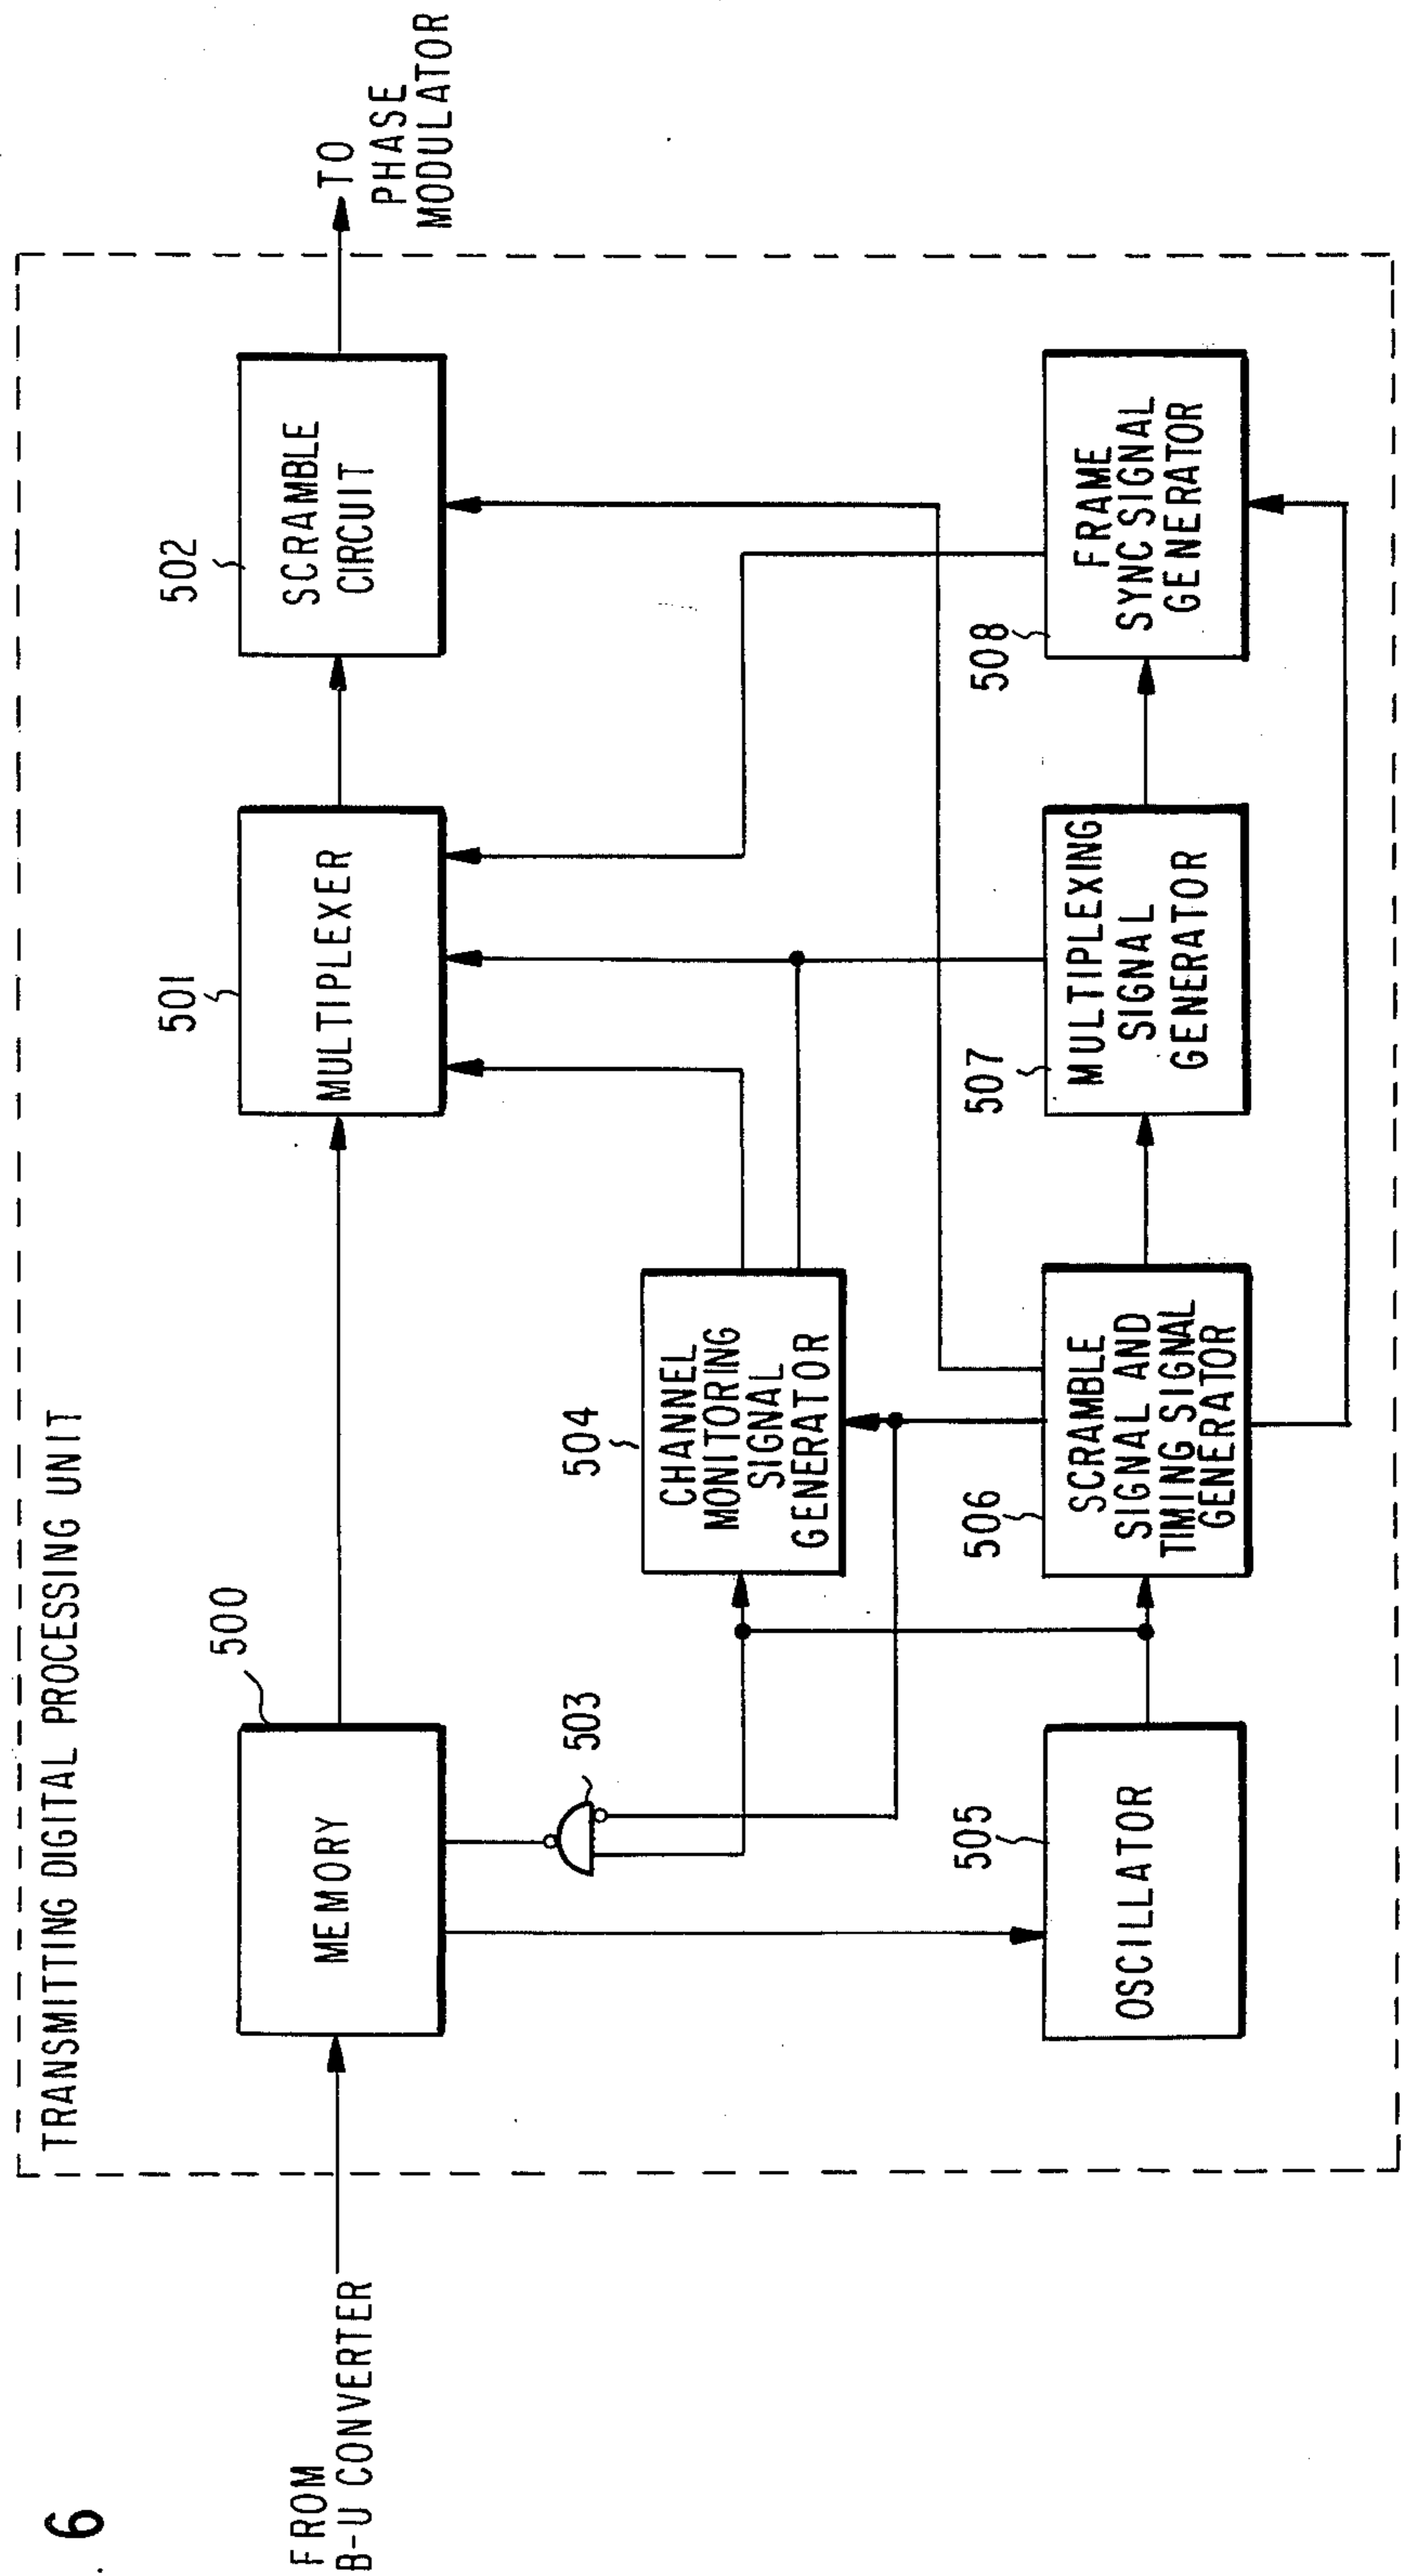 . 6
TRANSMITTING DIGITAL PROCESSING UNIT
FROM
B-U CONVERTER
500
MEMORY
501
MULTIPLEXER
502
SCRAMBLE
CIRCUIT
TO
PHASE
MODULATOR
503
504
CHANNEL
MONITORING
SIGNAL
GENERATOR
505
OSCILLATOR
506
SCRAMBLE
SIGNAL AND
TIMING SIGNAL
GENERATOR
507
MULTIPLEXING
SIGNAL
GENERATOR
508
FRAME
SYNC SIGNAL
GENERATOR